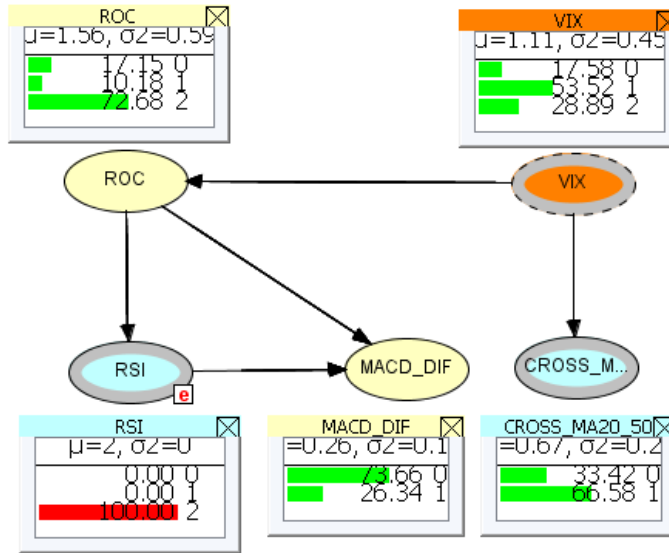 ROC
μ=1.56, σ2=0.59
17.15 0
10.18 1
72.68 2
VIX
μ=1.11, σ2=0.45
17.58 0
53.52 1
28.89 2
ROC
VIX
RSI
e
MACD_DIF
CROSS_M...
RSI
μ=2, σ2=0
0.00 0
0.00 1
100.00 2
MACD_DIF
=0.26, σ2=0.1
73.66 0
26.34 1
CROSS_MA20_50
=0.67, σ2=0.2
33.42 0
66.58 1